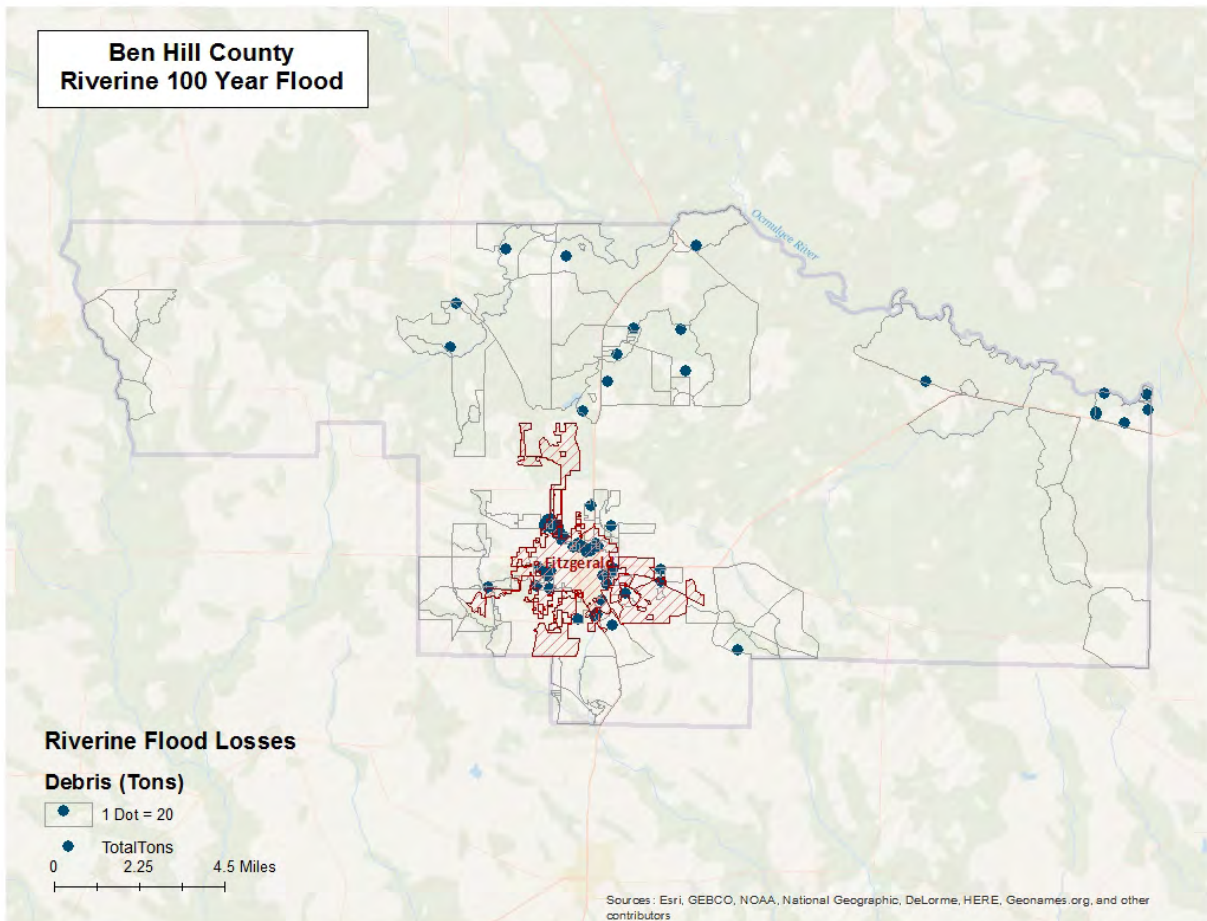 Ben Hill County
Riverine 100 Year Flood
Ocmulgee River
Fitzgerald
Riverine Flood Losses
Debris (Tons)
1 Dot = 20
TotalTons
0 2.25 4.5 Miles
Sources: Esri, GEBCO, NOAA, National Geographic, DeLorme, HERE, Geonames.org, and other
contributors